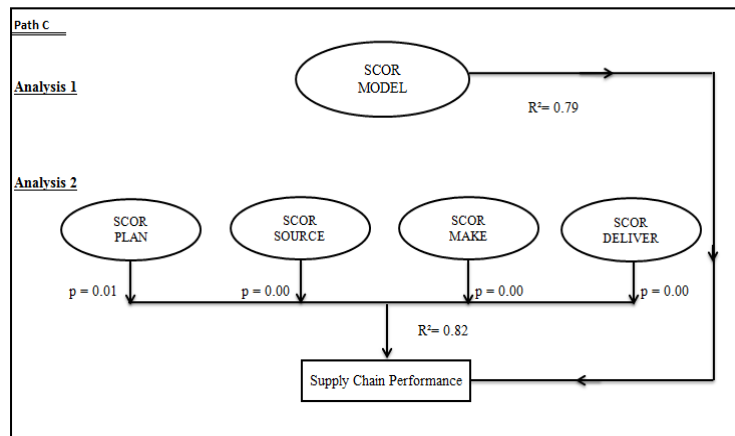 Path C
SCOR
MODEL
Analysis 1
R²= 0.79
Analysis 2
SCOR
PLAN
SCOR
SOURCE
SCOR
MAKE
SCOR
DELIVER
p = 0.01
p = 0.00
p = 0.00
p = 0.00
R²= 0.82
Supply Chain Performance